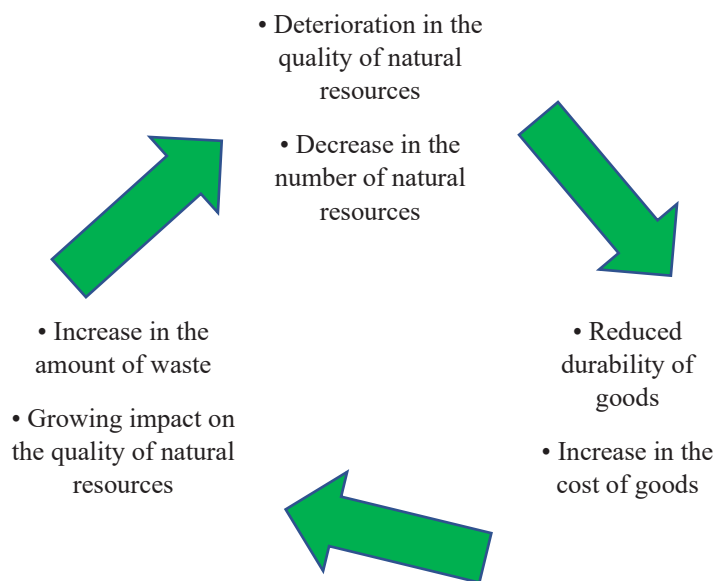 • Deterioration in the
quality of natural
resources
• Decrease in the
number of natural
resources
• Reduced
durability of
goods
• Increase in the
cost of goods
• Increase in the
amount of waste
• Growing impact on
the quality of natural
resources